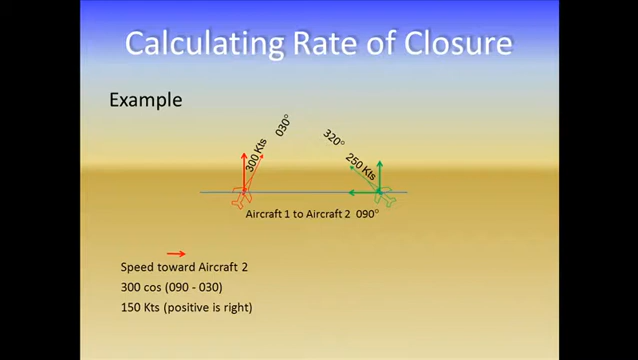 Calculating Rate of Closure
Example
300 Kts
030°
320°
250 Kts
Aircraft 1 to Aircraft 2 090°
Speed toward Aircraft 2
300 cos (090 - 030)
150 Kts (positive is right)